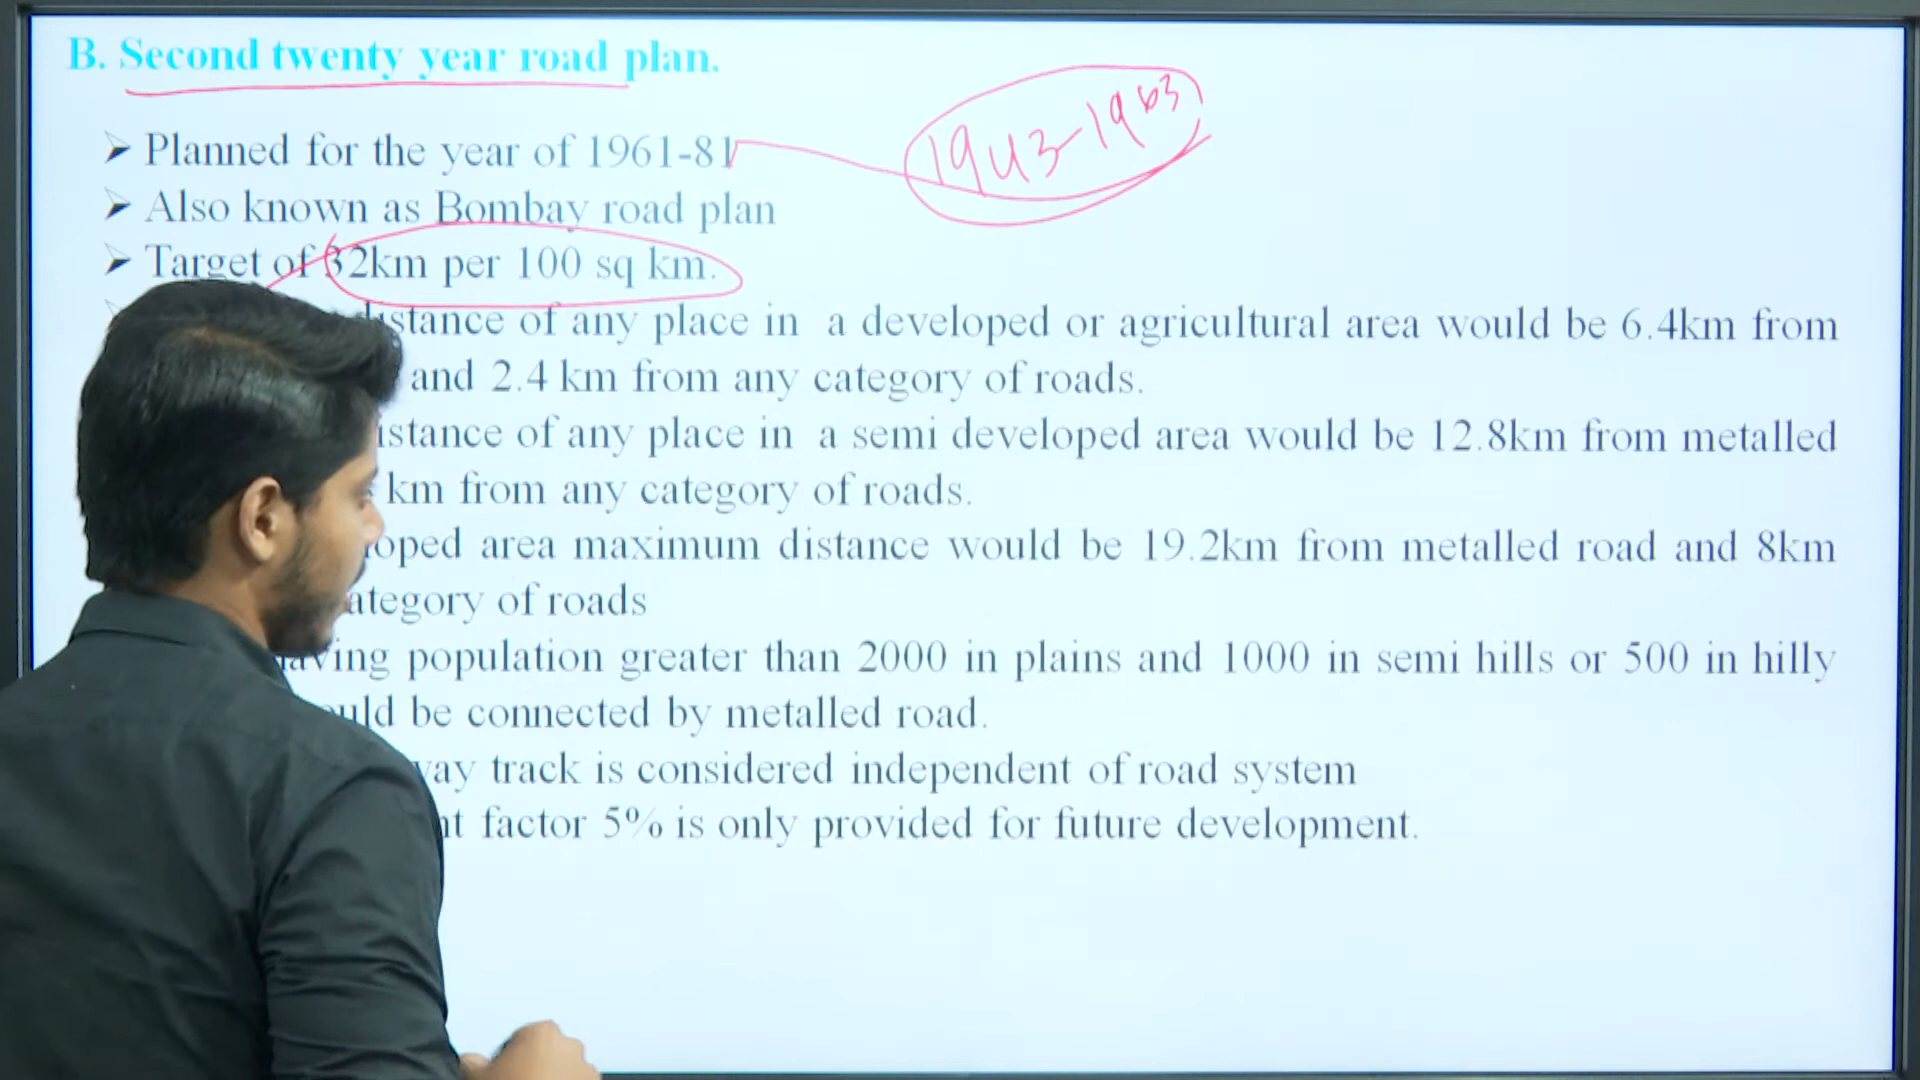 B. Second twenty year road plan.
1943-1963
➤ Planned for the year of 1961-81
➤ Also known as Bombay road plan
➤ Target of 32km per 100 sq km.
distance of any place in a developed or agricultural area would be 6.4km from
and 2.4 km from any category of roads.
istance of any place in a semi developed area would be 12.8km from metalled
km from any category of roads.
oped area maximum distance would be 19.2km from metalled road and 8km
ategory of roads
having population greater than 2000 in plains and 1000 in semi hills or 500 in hilly
uld be connected by metalled road.
way track is considered independent of road system
nt factor 5% is only provided for future development.